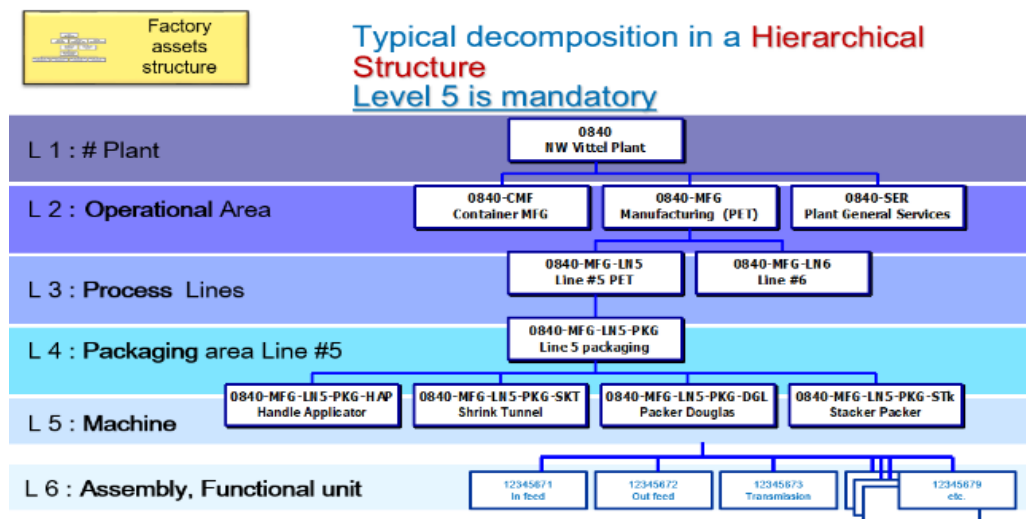 Factory
assets
structure
Typical decomposition in a Hierarchical
Structure
Level 5 is mandatory
L 1 : # Plant
0840
NW Vittel Plant
L 2 : Operational Area
0840-CMF
Container MFG
0840-MFG
Manufacturing (PET)
0840-SER
Plant General Services
L 3 : Process Lines
0840-MFG-LN5
Line #5 PET
0840-MFG-LN6
Line #6
L 4 : Packaging area Line #5
0840-MFG-LN5-PKG
Line 5 packaging
L 5 : Machine
0840-MFG-LN5-PKG-HAP
Handle Applicator
0840-MFG-LN5-PKG-SKT
Shrink Tunnel
0840-MFG-LN5-PKG-DGL
Packer Douglas
0840-MFG-LN5-PKG-STk
Stacker Packer
L 6 : Assembly, Functional unit
12345671
In feed
12345672
Out feed
12345673
Transmission
12345679
etc.